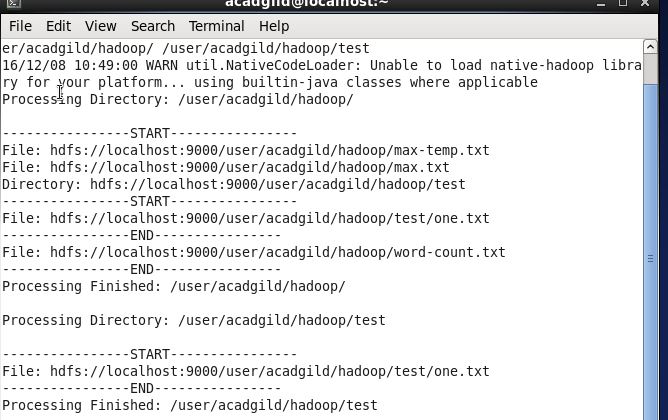 acadgild@localhost:~
File Edit View Search Terminal Help
er/acadgild/hadoop/ /user/acadgild/hadoop/test
16/12/08 10:49:00 WARN util.NativeCodeLoader: Unable to load native-hadoop libra
ry for your platform... using builtin-java classes where applicable
Processing Directory: /user/acadgild/hadoop/
----------------START----------------
File: hdfs://localhost:9000/user/acadgild/hadoop/max-temp.txt
File: hdfs://localhost:9000/user/acadgild/hadoop/max.txt
Directory: hdfs://localhost:9000/user/acadgild/hadoop/test
----------------START----------------
File: hdfs://localhost:9000/user/acadgild/hadoop/test/one.txt
----------------END----------------
File: hdfs://localhost:9000/user/acadgild/hadoop/word-count.txt
----------------END----------------
Processing Finished: /user/acadgild/hadoop/
Processing Directory: /user/acadgild/hadoop/test
----------------START----------------
File: hdfs://localhost:9000/user/acadgild/hadoop/test/one.txt
----------------END----------------
Processing Finished: /user/acadgild/hadoop/test